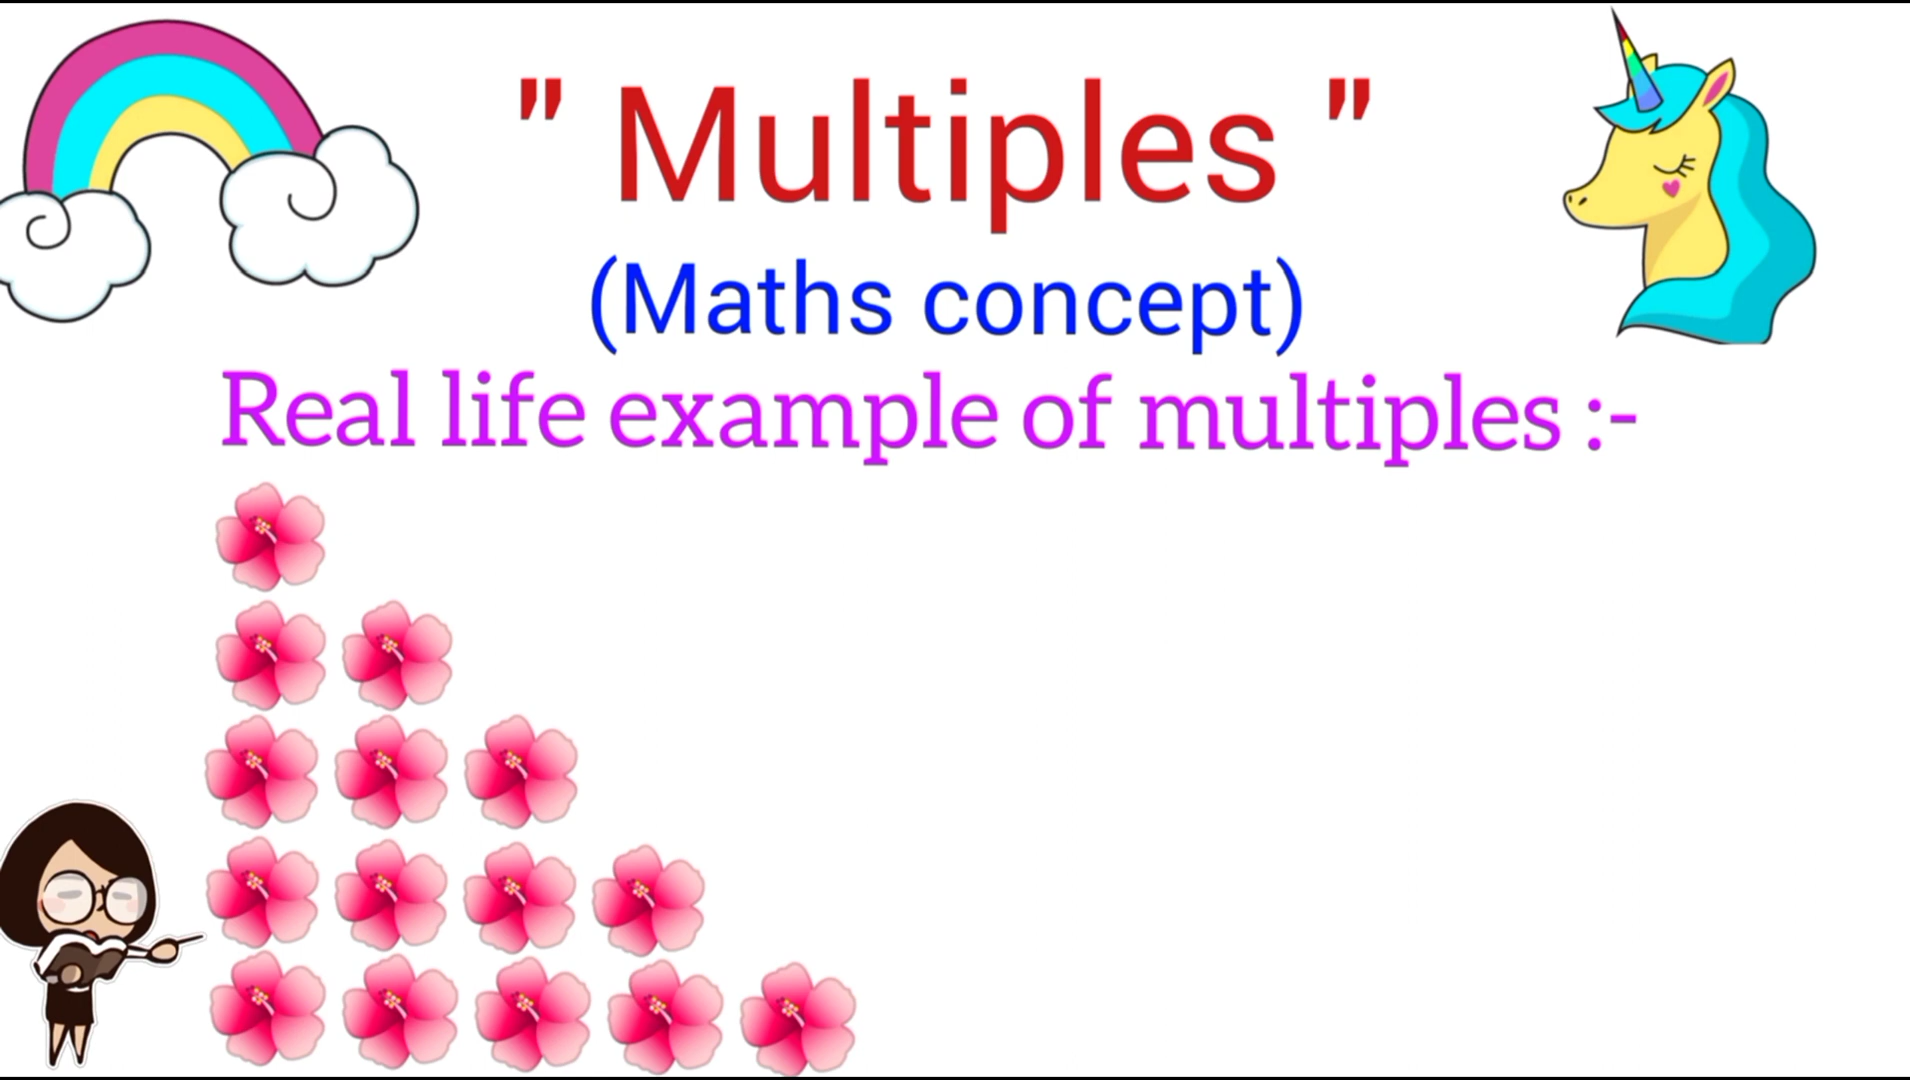 " Multiples "
(Maths concept)
Real life example of multiples :-